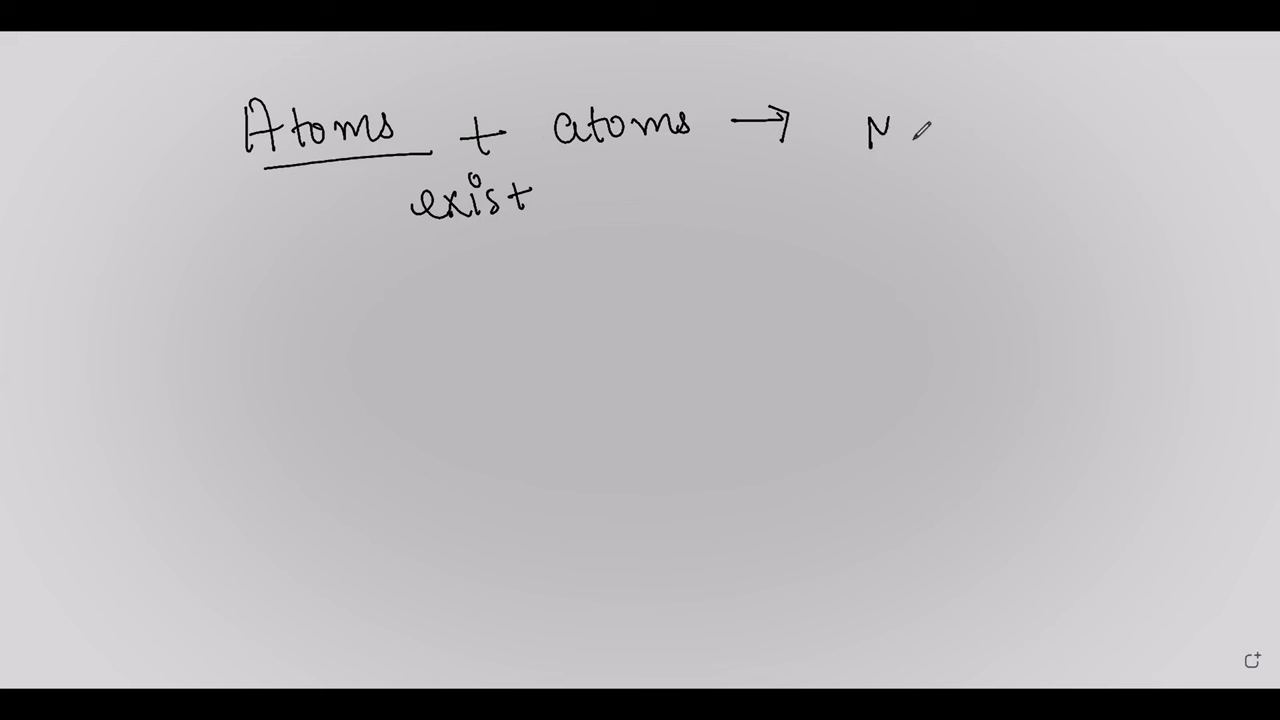 Atoms + atoms → N
exist